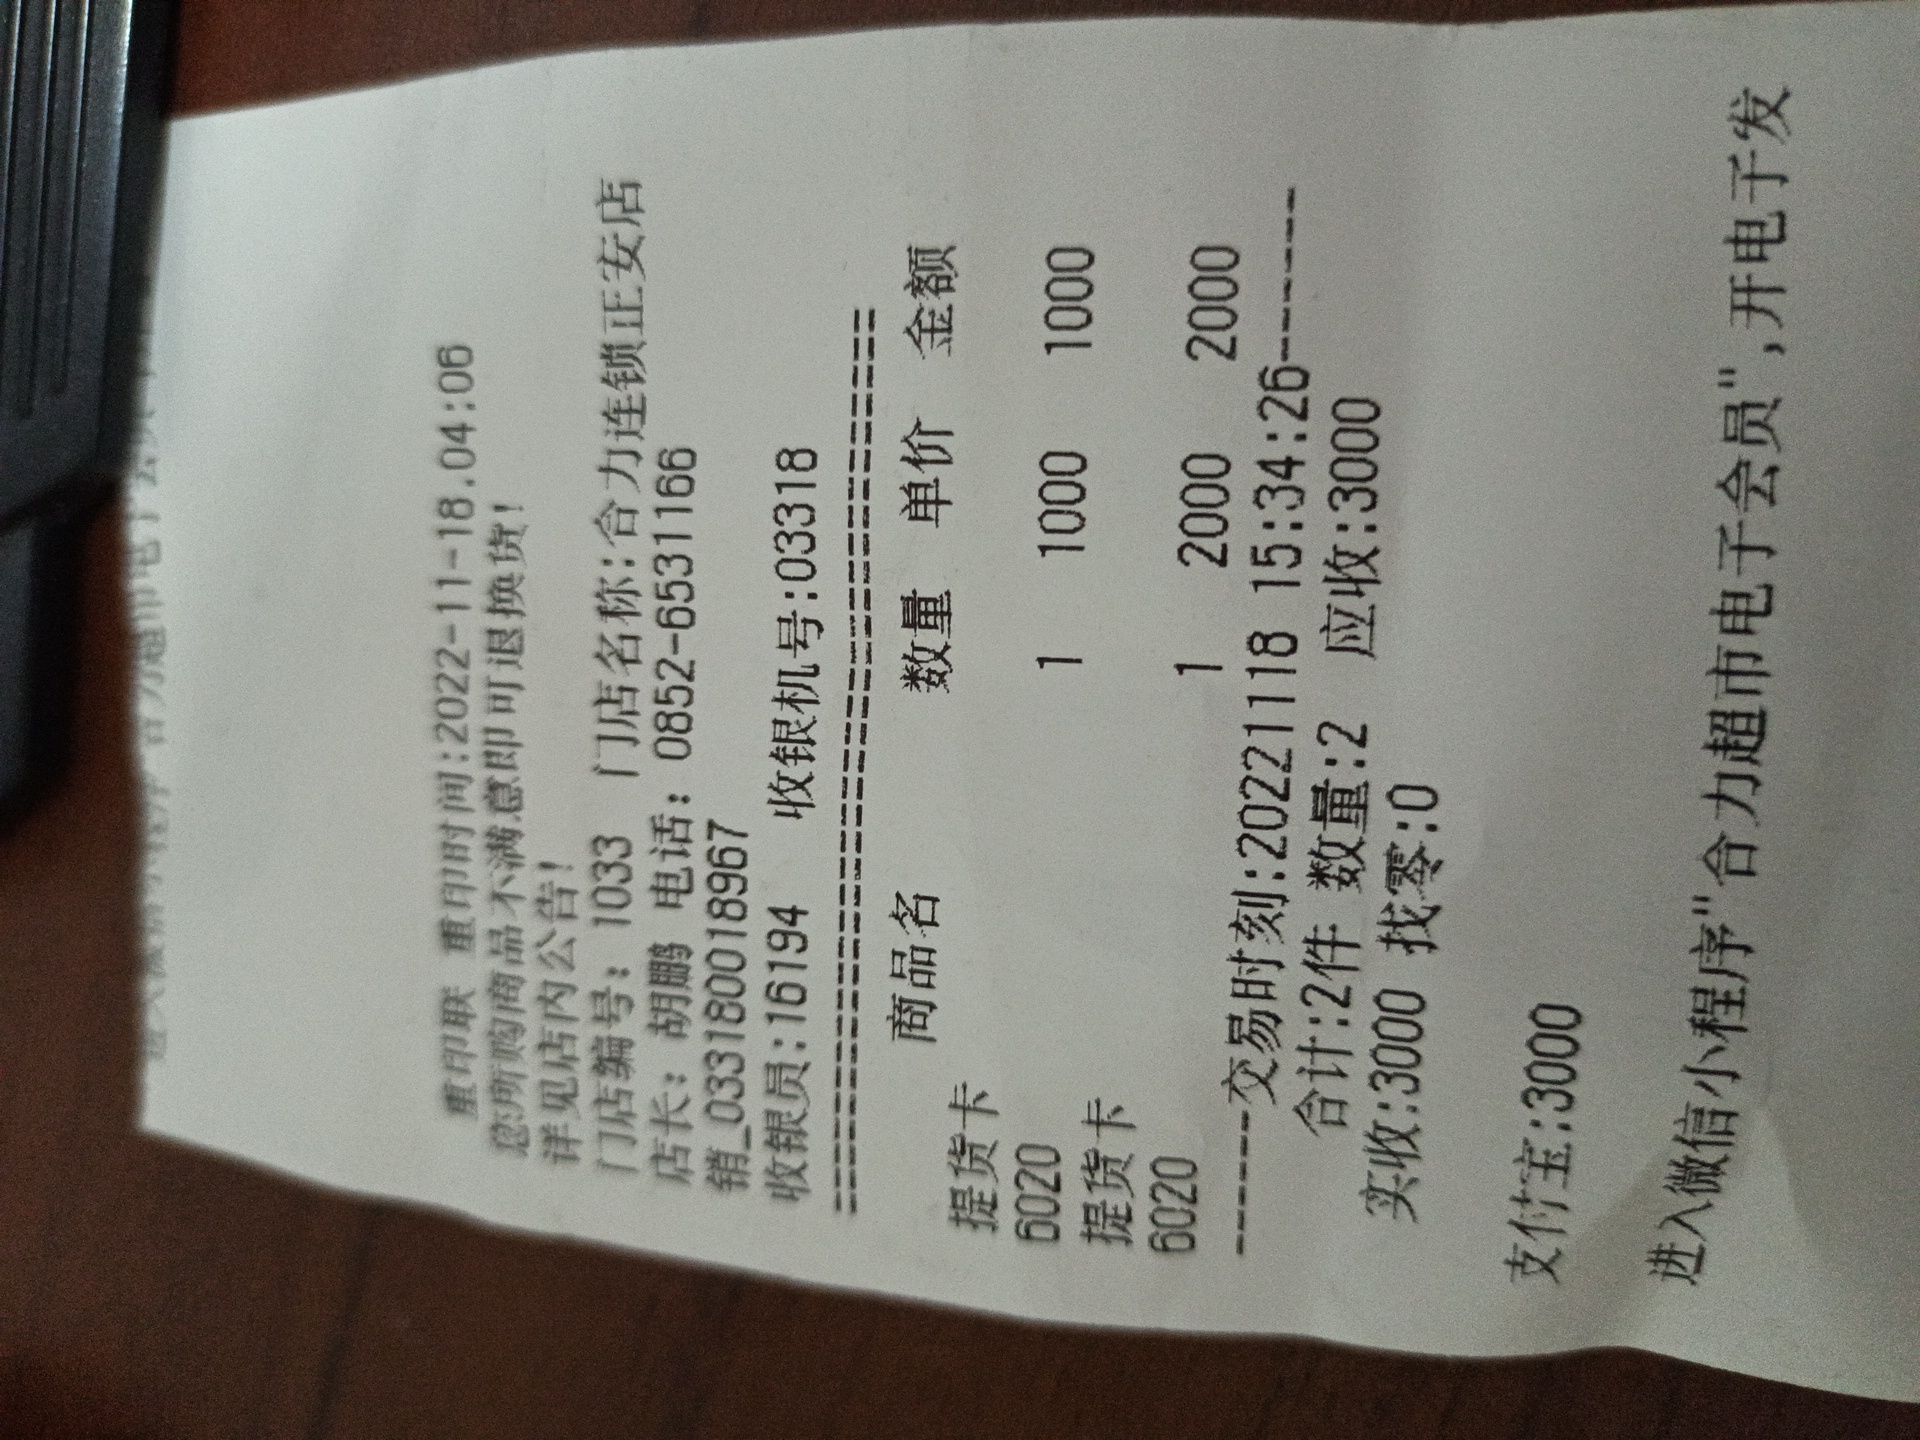 重印联 重印时间:2022-11-18.04:06
您所购商品不满意即可退换货!
详见店内公告!
门店编号: 1033 门店名称:合力连锁正安店
店长: 胡鹏 电话: 0852-6531166
销_0331800018967
收银员:16194 收银机号:03318
==========================================
商品名 数量 单价 金额
提货卡
6020 1 1000 1000
提货卡
6020 1 2000 2000
------交易时刻:20221118 15:34:26--------
合计:2件 数量:2 应收:3000
实收:3000 找零:0
支付宝:3000
进入微信小程序"合力超市电子会员",开电子发